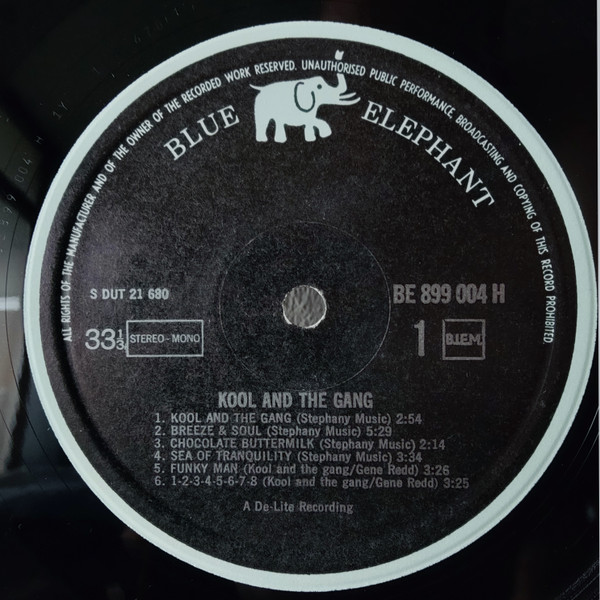 ALL RIGHTS OF THE MANUFACTURER AND OF THE OWNER OF THE RECORDED WORK RESERVED. UNAUTHORISED PUBLIC PERFORMANCE, BROADCASTING AND COPYING OF THIS RECORD PROHIBITED.
BLUE ELEPHANT
S DUT 21 680
BE 899 004 H
33 1/3 STEREO - MONO
1 B.I.E.M.
KOOL AND THE GANG
1. KOOL AND THE GANG (Stephany Music) 2:54
2. BREEZE & SOUL (Stephany Music) 5:29
3. CHOCOLATE BUTTERMILK (Stephany Music) 2:14
4. SEA OF TRANQUILITY (Stephany Music) 3:34
5. FUNKY MAN (Kool and the gang/Gene Redd) 3:26
6. 1-2-3-4-5-6-7-8 (Kool and the gang/Gene Redd) 3:25
A De-Lite Recording